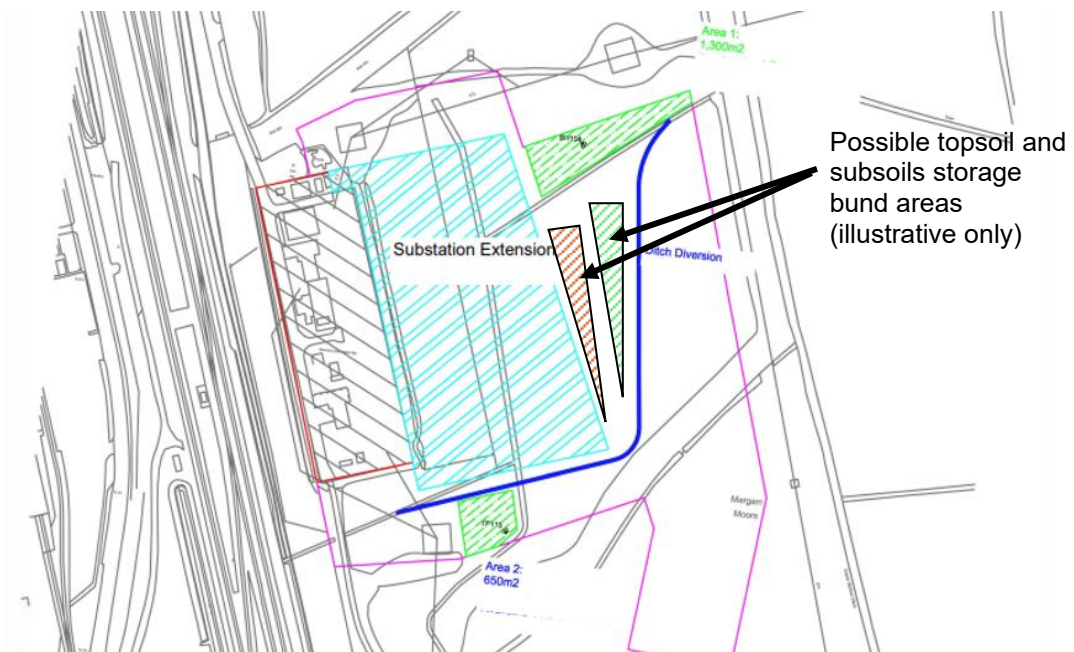 Area 1:
1,300m2
Possible topsoil and
subsoils storage
bund areas
(illustrative only)
Substation Extension
Ditch Diversion
Margam
Moors
Area 2:
650m2